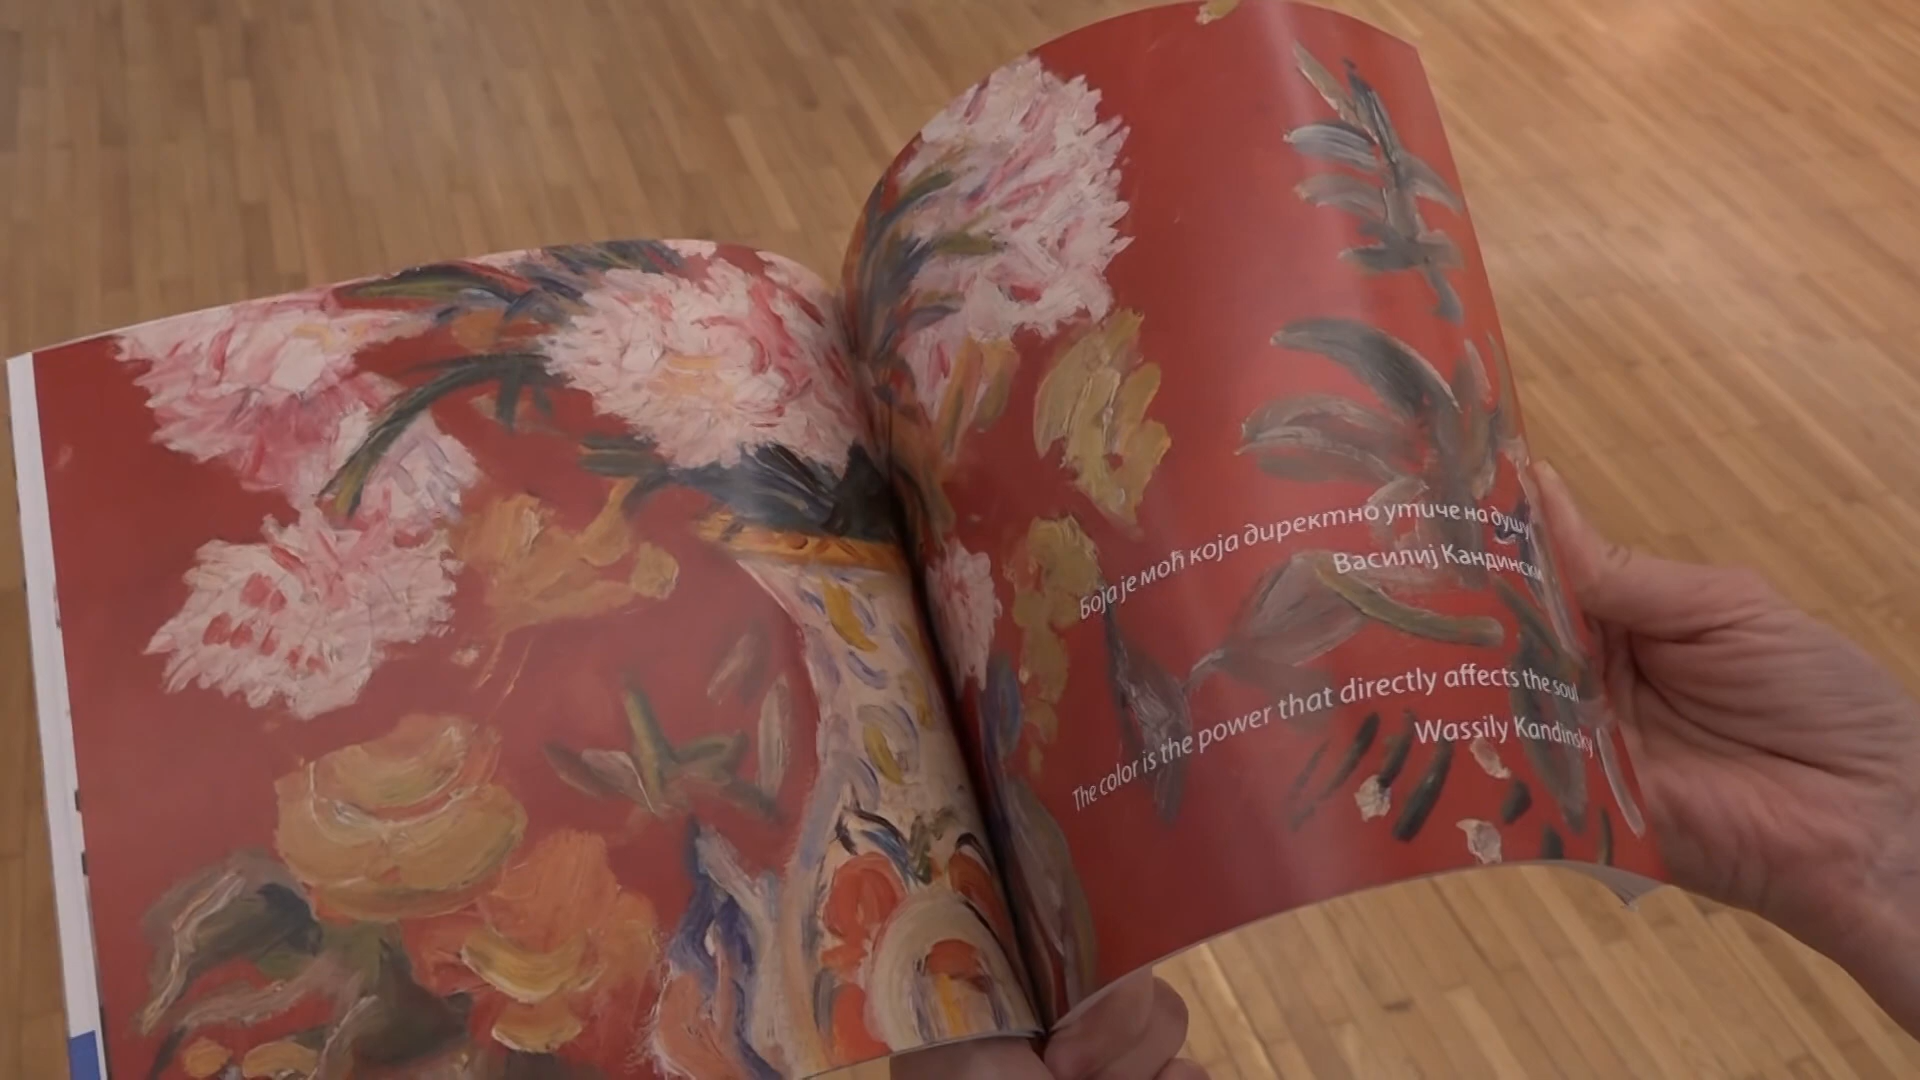 Боја је моћ која директно утиче на душу
Василиј Кандински
The color is the power that directly affects the soul
Wassily Kandinsky